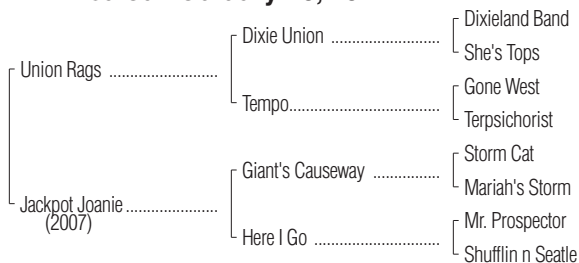 Dixieland Band
Dixie Union ......................................
She's Tops
Union Rags .................................
Gone West
Tempo..............................................
Terpsichorist
Storm Cat
Giant's Causeway ....................
Mariah's Storm
Jackpot Joanie ............................
(2007)
Mr. Prospector
Here I Go ......................................
Shufflin n Seatle